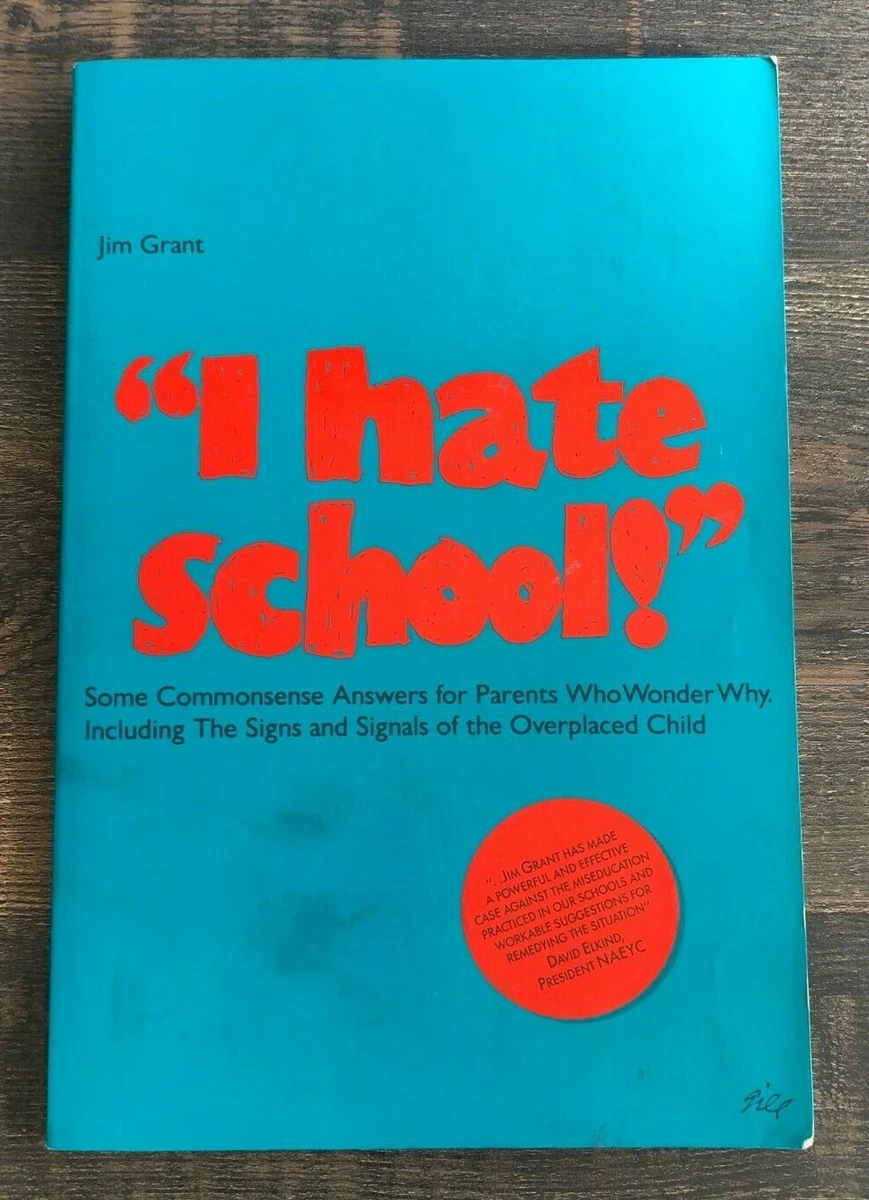 Jim Grant
“I hate
school!”
Some Commonsense Answers for Parents Who Wonder Why.
Including The Signs and Signals of the Overplaced Child
“. . .JIM GRANT HAS MADE
A POWERFUL AND EFFECTIVE
CASE AGAINST THE MISEDUCATION
PRACTICED IN OUR SCHOOLS AND
WORKABLE SUGGESTIONS FOR
REMEDYING THE SITUATION”
DAVID ELKIND,
PRESIDENT NAEYC